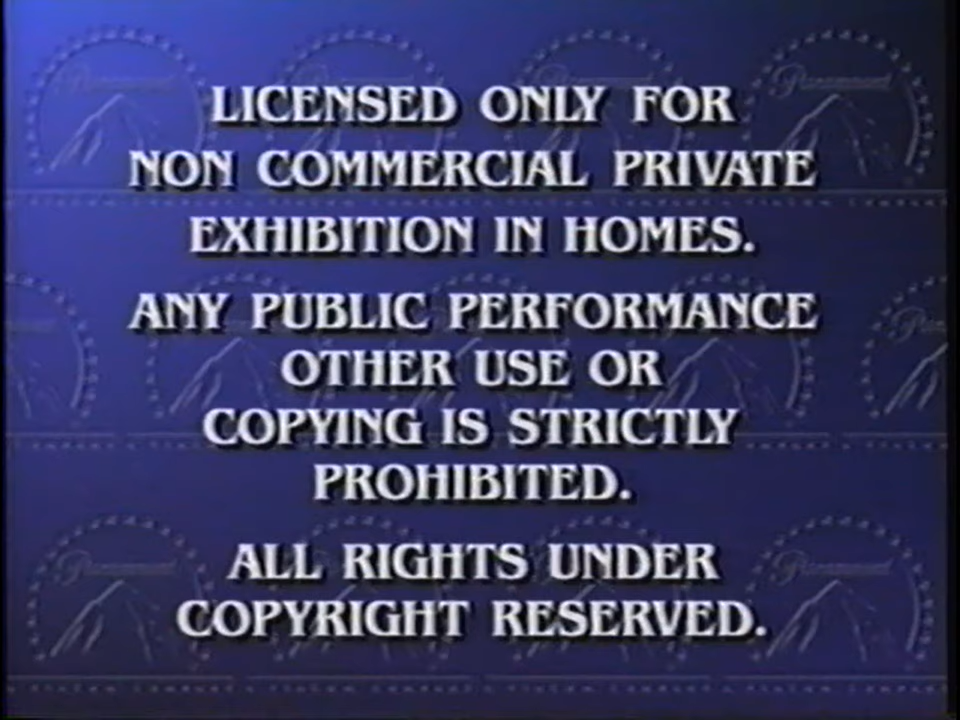 LICENSED ONLY FOR
NON COMMERCIAL PRIVATE
EXHIBITION IN HOMES.
ANY PUBLIC PERFORMANCE
OTHER USE OR
COPYING IS STRICTLY
PROHIBITED.
ALL RIGHTS UNDER
COPYRIGHT RESERVED.